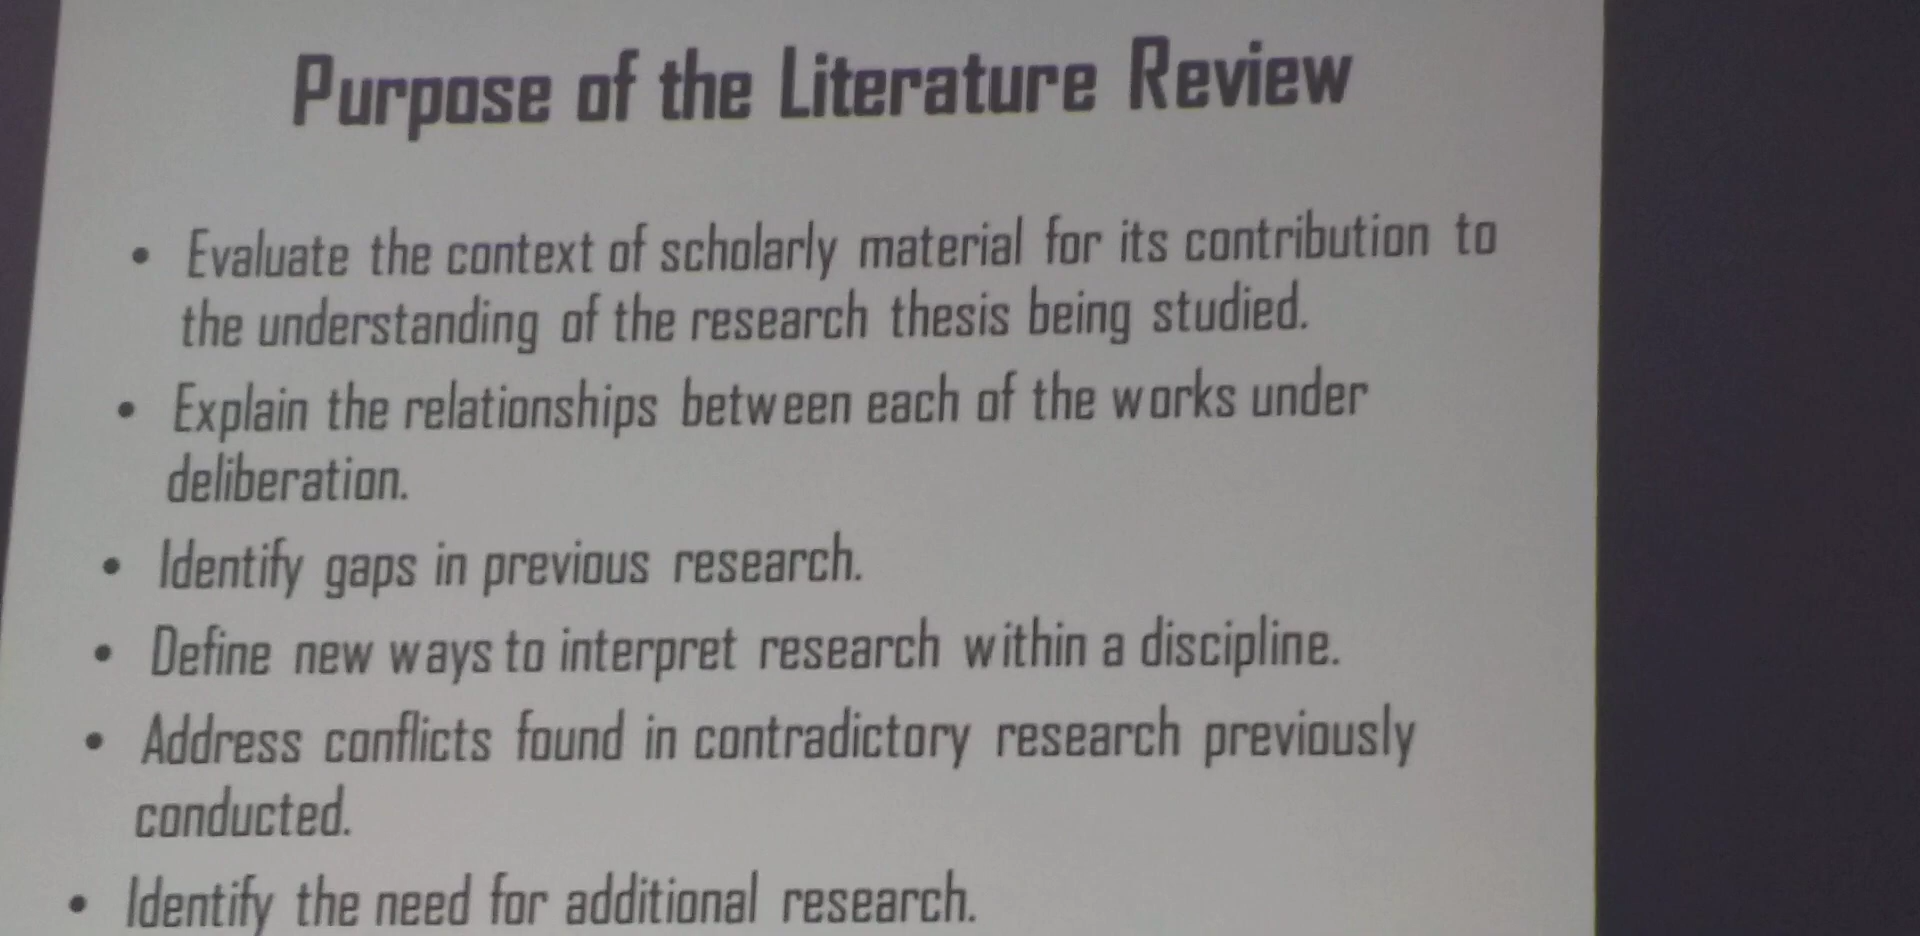 Purpose of the Literature Review
• Evaluate the context of scholarly material for its contribution to
the understanding of the research thesis being studied.
• Explain the relationships between each of the works under
deliberation.
• Identify gaps in previous research.
• Define new ways to interpret research within a discipline.
• Address conflicts found in contradictory research previously
conducted.
• Identify the need for additional research.